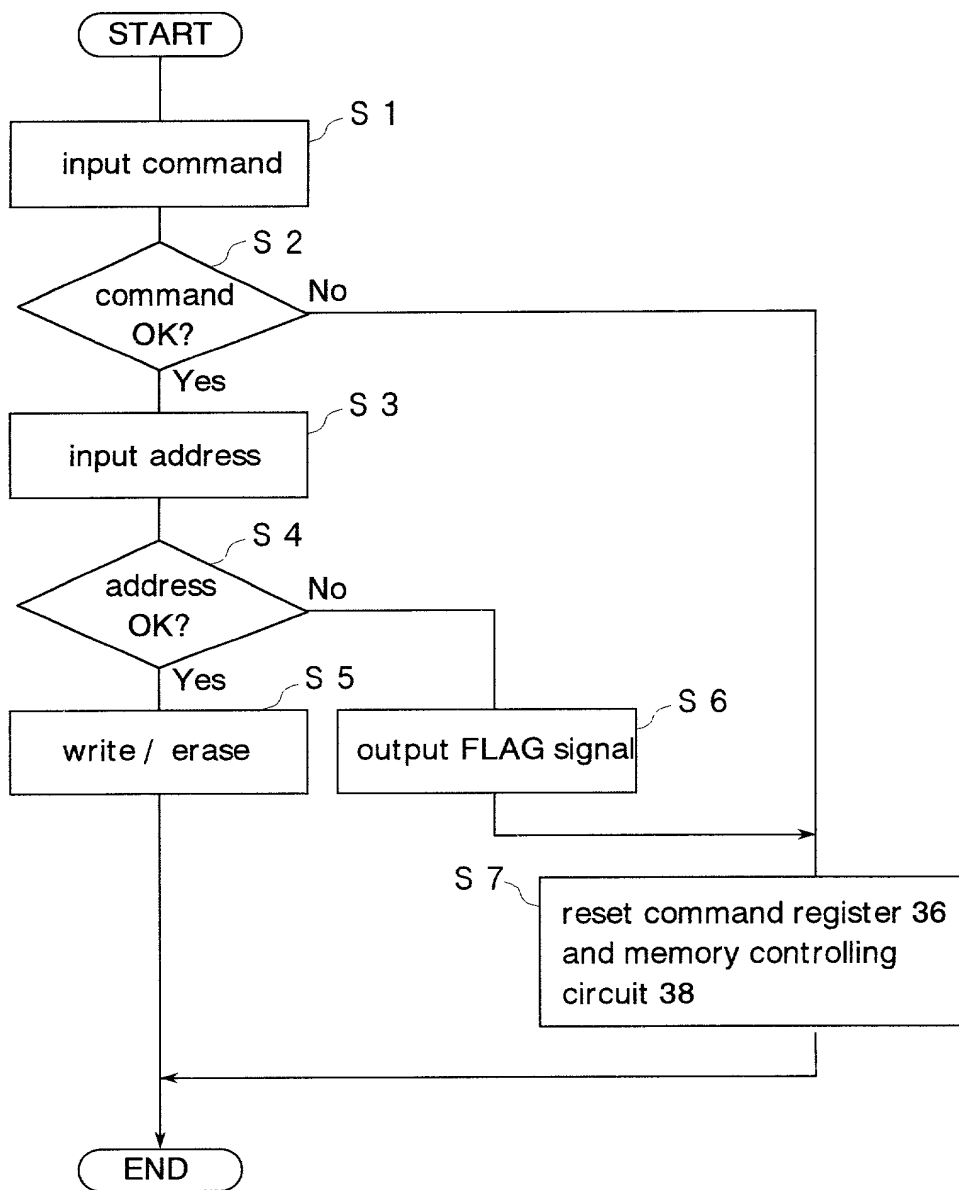 START
S 1
input command
S 2
command
OK?
No
Yes
S 3
input address
S 4
address
OK?
No
Yes
S 5
write / erase
S 6
output FLAG signal
S 7
reset command register 36
and memory controlling
circuit 38
END